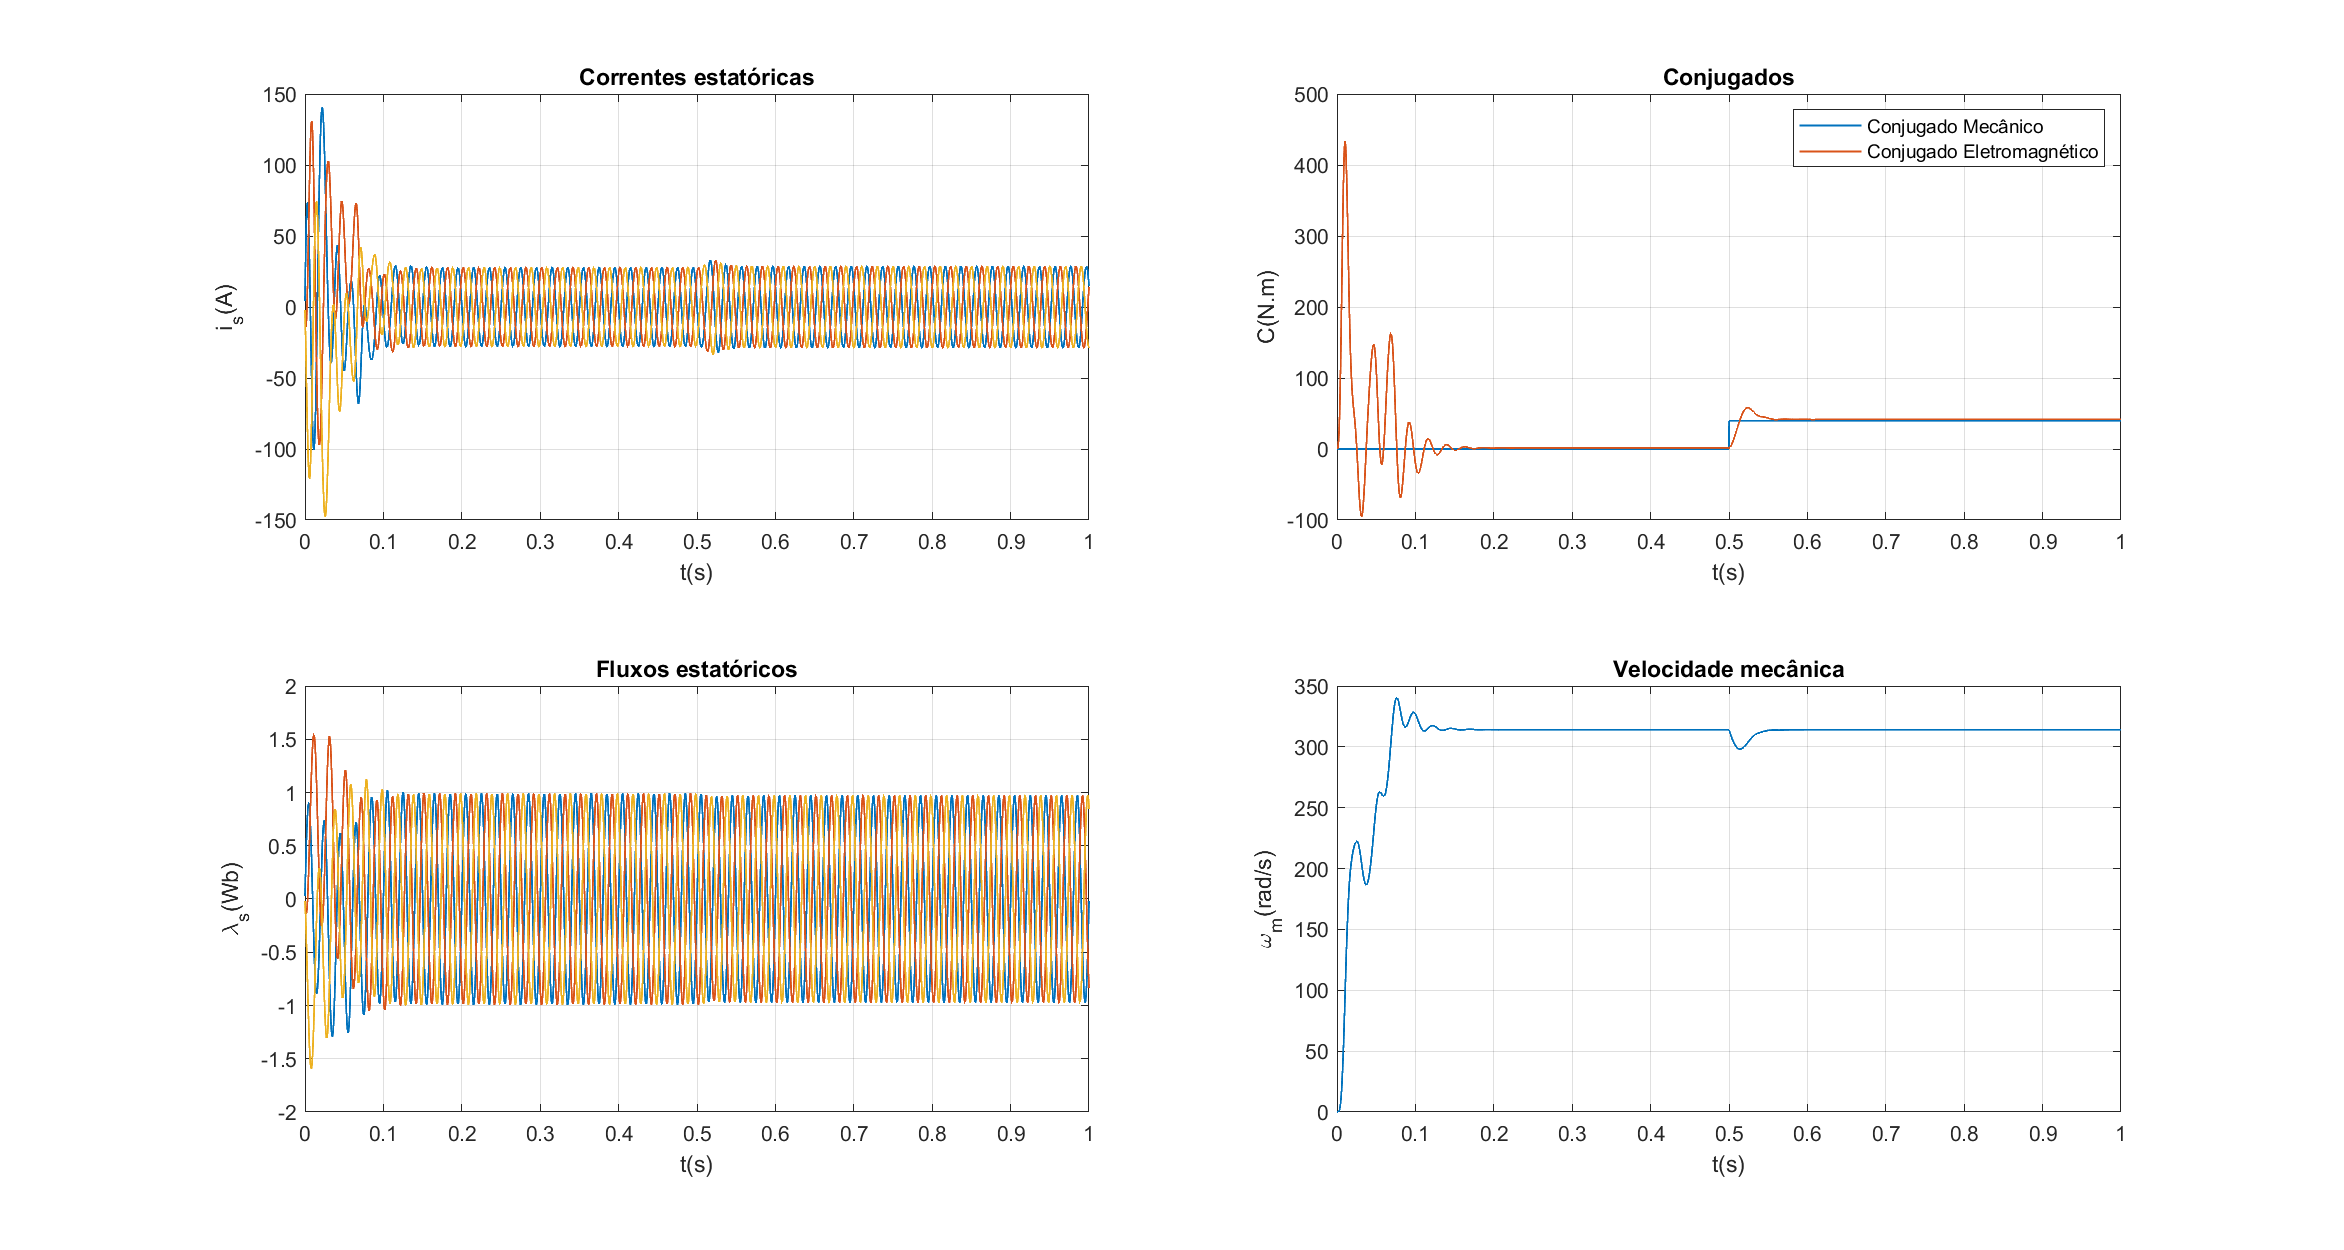 Correntes estatóricas
150
100
50
0
-50
-100
-150
i_s(A)
0 0.1 0.2 0.3 0.4 0.5 0.6 0.7 0.8 0.9 1
t(s)
Conjugados
500
400
300
200
100
0
-100
C(N.m)
Conjugado Mecânico
Conjugado Eletromagnético
0 0.1 0.2 0.3 0.4 0.5 0.6 0.7 0.8 0.9 1
t(s)
Fluxos estatóricos
2
1.5
1
0.5
0
-0.5
-1
-1.5
-2
λ_s(Wb)
0 0.1 0.2 0.3 0.4 0.5 0.6 0.7 0.8 0.9 1
t(s)
Velocidade mecânica
350
300
250
200
150
100
50
0
ω_m(rad/s)
0 0.1 0.2 0.3 0.4 0.5 0.6 0.7 0.8 0.9 1
t(s)